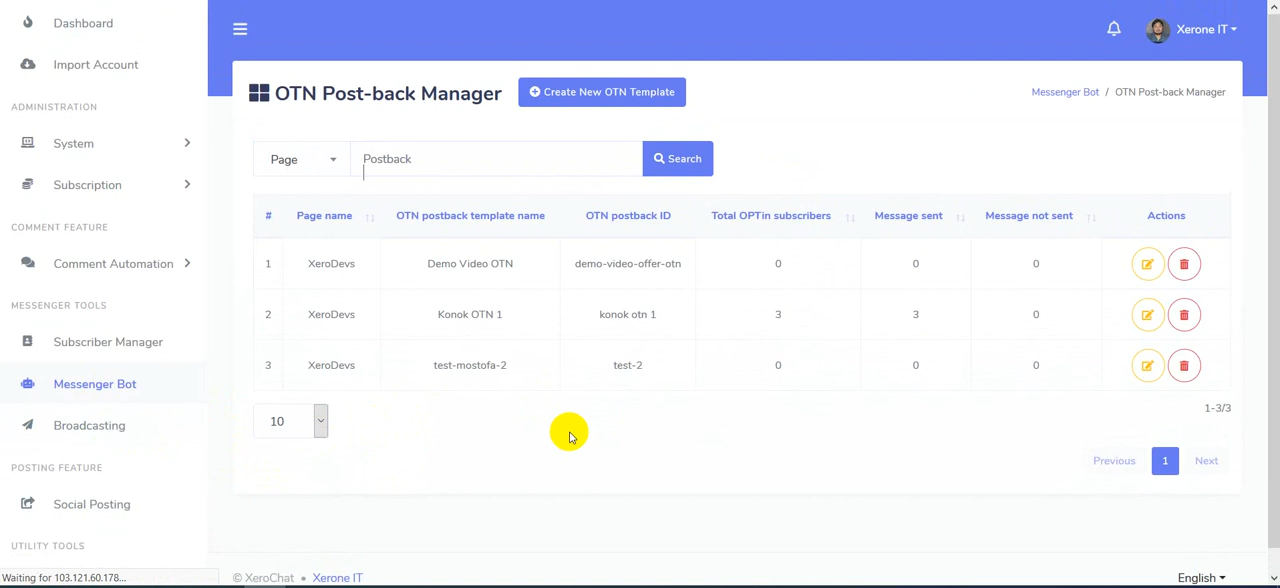 Dashboard
Import Account
ADMINISTRATION
System
Subscription
COMMENT FEATURE
Comment Automation
MESSENGER TOOLS
Subscriber Manager
Messenger Bot
Broadcasting
POSTING FEATURE
Social Posting
UTILITY TOOLS
Waiting for 103.121.60.178...
Xerone IT
OTN Post-back Manager
Create New OTN Template
Messenger Bot / OTN Post-back Manager
Page
Postback
Search
# Page name OTN postback template name OTN postback ID Total OPTin subscribers Message sent Message not sent Actions
1 XeroDevs Demo Video OTN demo-video-offer-otn 0 0 0
2 XeroDevs Konok OTN 1 konok otn 1 3 3 0
3 XeroDevs test-mostofa-2 test-2 0 0 0
10
1-3/3
Previous 1 Next
© XeroChat • Xerone IT
English